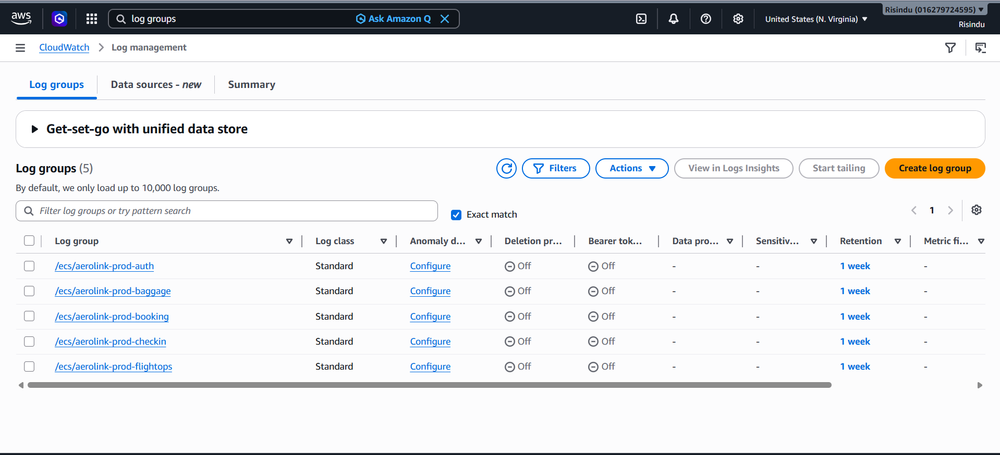 aws
log groups
Ask Amazon Q
United States (N. Virginia)
Risindu (016279724595)
Risindu
CloudWatch
Log management
Log groups
Data sources - new
Summary
Get-set-go with unified data store
Log groups (5)
Filters
Actions
View in Logs Insights
Start tailing
Create log group
By default, we only load up to 10,000 log groups.
Filter log groups or try pattern search
Exact match
1
Log group Log class Anomaly d... Deletion pr... Bearer tok... Data pro... Sensitiv... Retention Metric fi...
/ecs/aerolink-prod-auth Standard Configure Off Off - - 1 week -
/ecs/aerolink-prod-baggage Standard Configure Off Off - - 1 week -
/ecs/aerolink-prod-booking Standard Configure Off Off - - 1 week -
/ecs/aerolink-prod-checkin Standard Configure Off Off - - 1 week -
/ecs/aerolink-prod-flightops Standard Configure Off Off - - 1 week -